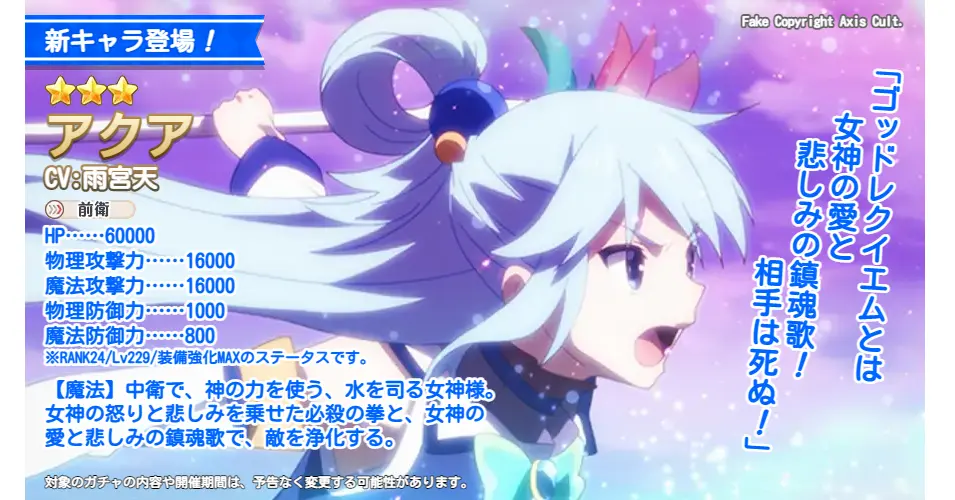 Fake Copyright Axis Cult.
新キャラ登場！
アクア
CV:雨宮天
前衛
HP……60000
物理攻撃力……16000
魔法攻撃力……16000
物理防御力……1000
魔法防御力……800
※RANK24/Lv229/装備強化MAXのステータスです。
【魔法】中衛で、神の力を使う、水を司る女神様。
女神の怒りと悲しみを乗せた必殺の拳と、女神の
愛と悲しみの鎮魂歌で、敵を浄化する。
対象のガチャの内容や開催期間は、予告なく変更する可能性があります。
「ゴッドレクイエムとは
女神の愛と
悲しみの鎮魂歌！
相手は死ぬ！」